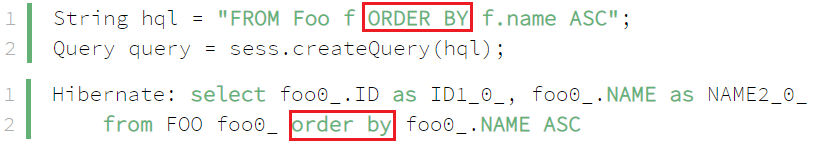 1 String hql = "FROM Foo f ORDER BY f.name ASC";
2 Query query = sess.createQuery(hql);
1 Hibernate: select foo0_.ID as ID1_0_, foo0_.NAME as NAME2_0_
2 from FOO foo0_ order by foo0_.NAME ASC